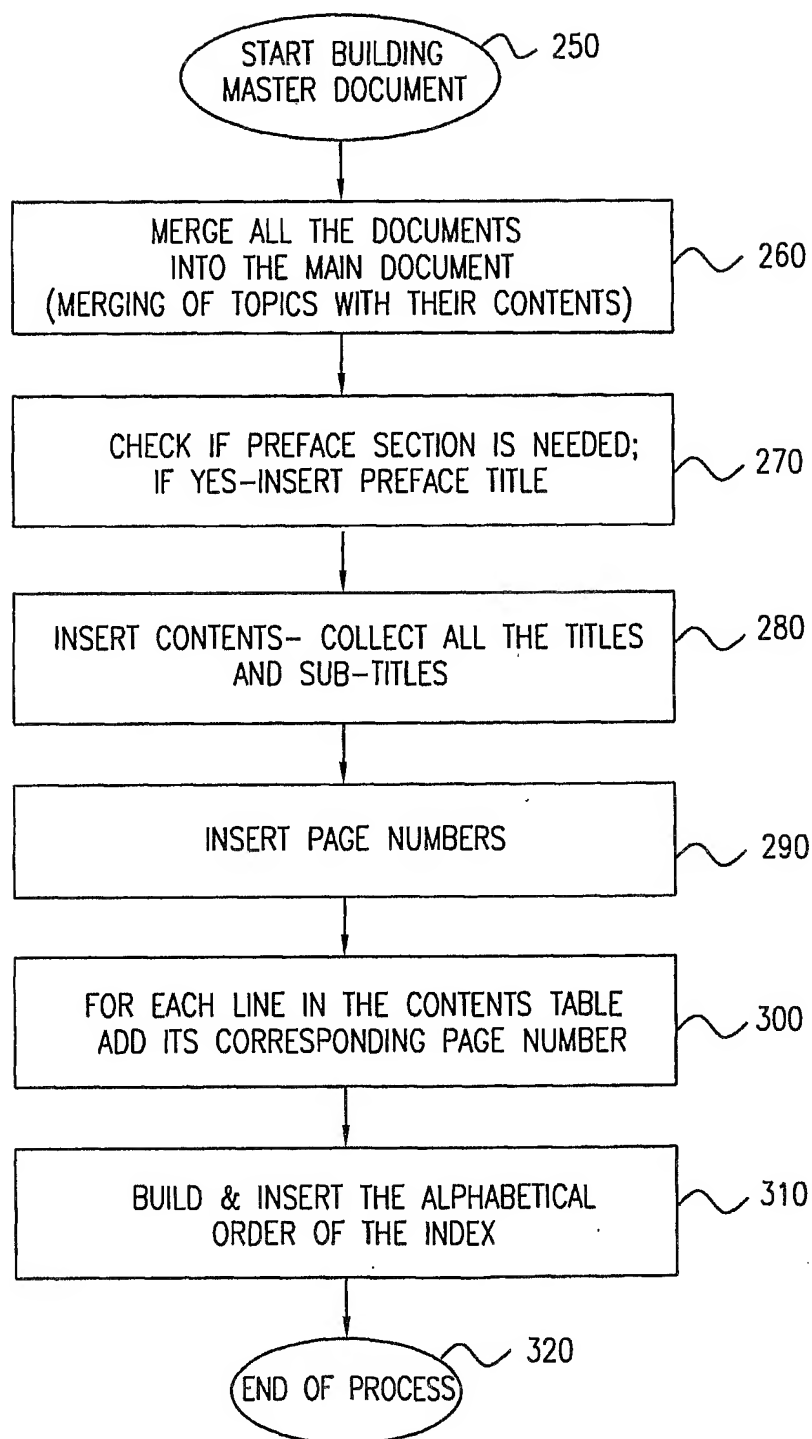 START BUILDING
MASTER DOCUMENT
250
MERGE ALL THE DOCUMENTS
INTO THE MAIN DOCUMENT
(MERGING OF TOPICS WITH THEIR CONTENTS)
260
CHECK IF PREFACE SECTION IS NEEDED;
IF YES-INSERT PREFACE TITLE
270
INSERT CONTENTS- COLLECT ALL THE TITLES
AND SUB-TITLES
280
INSERT PAGE NUMBERS
290
FOR EACH LINE IN THE CONTENTS TABLE
ADD ITS CORRESPONDING PAGE NUMBER
300
BUILD & INSERT THE ALPHABETICAL
ORDER OF THE INDEX
310
END OF PROCESS
320